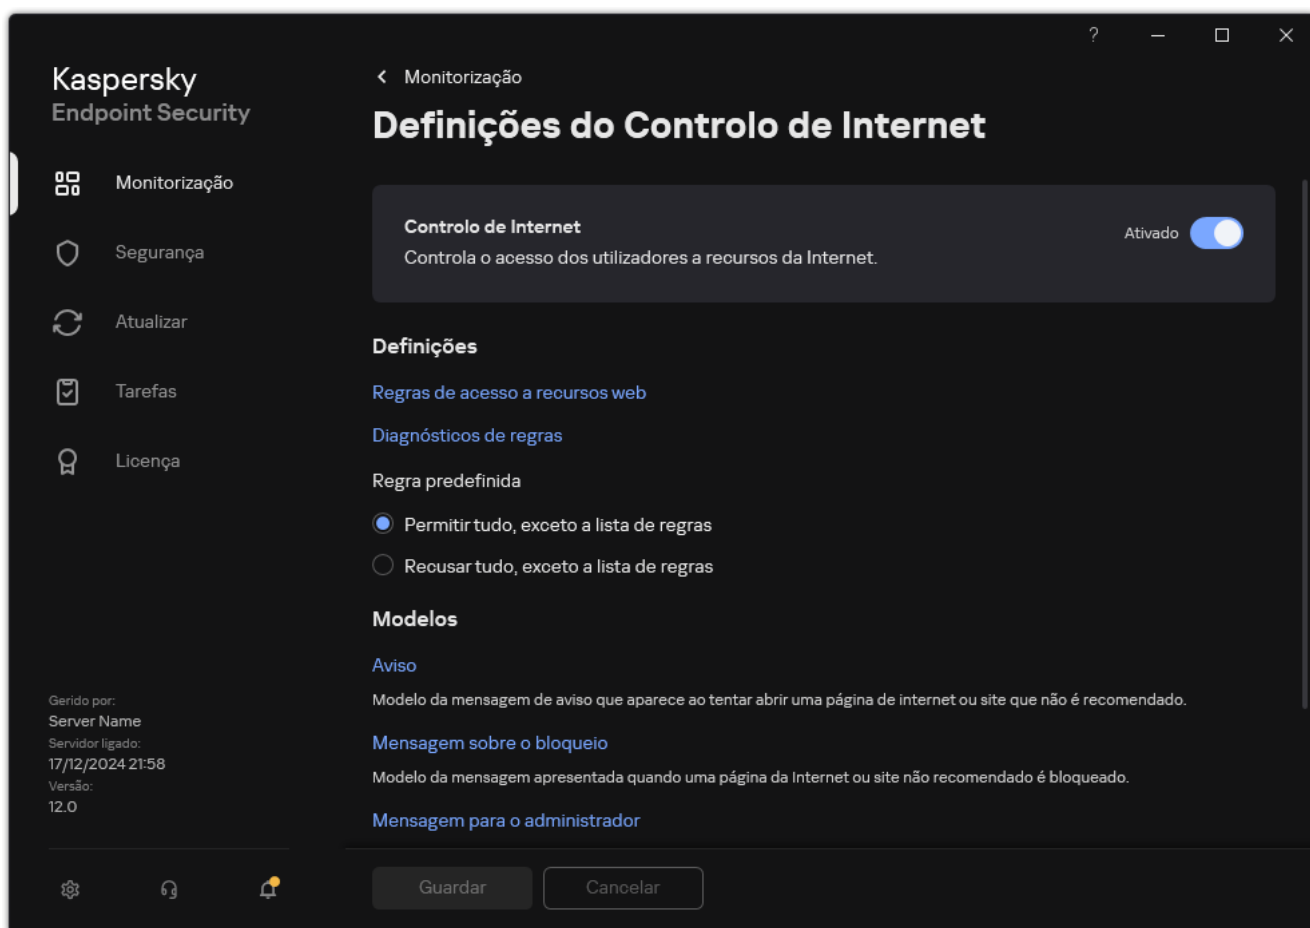 ?
Kaspersky
Endpoint Security
Monitorização
Segurança
Atualizar
Tarefas
Licença
Gerido por:
Server Name
Servidor ligado:
17/12/2024 21:58
Versão:
12.0
Monitorização
Definições do Controlo de Internet
Controlo de Internet
Ativado
Controla o acesso dos utilizadores a recursos da Internet.
Definições
Regras de acesso a recursos web
Diagnósticos de regras
Regra predefinida
Permitir tudo, exceto a lista de regras
Recusar tudo, exceto a lista de regras
Modelos
Aviso
Modelo da mensagem de aviso que aparece ao tentar abrir uma página de internet ou site que não é recomendado.
Mensagem sobre o bloqueio
Modelo da mensagem apresentada quando uma página da Internet ou site não recomendado é bloqueado.
Mensagem para o administrador
Guardar
Cancelar